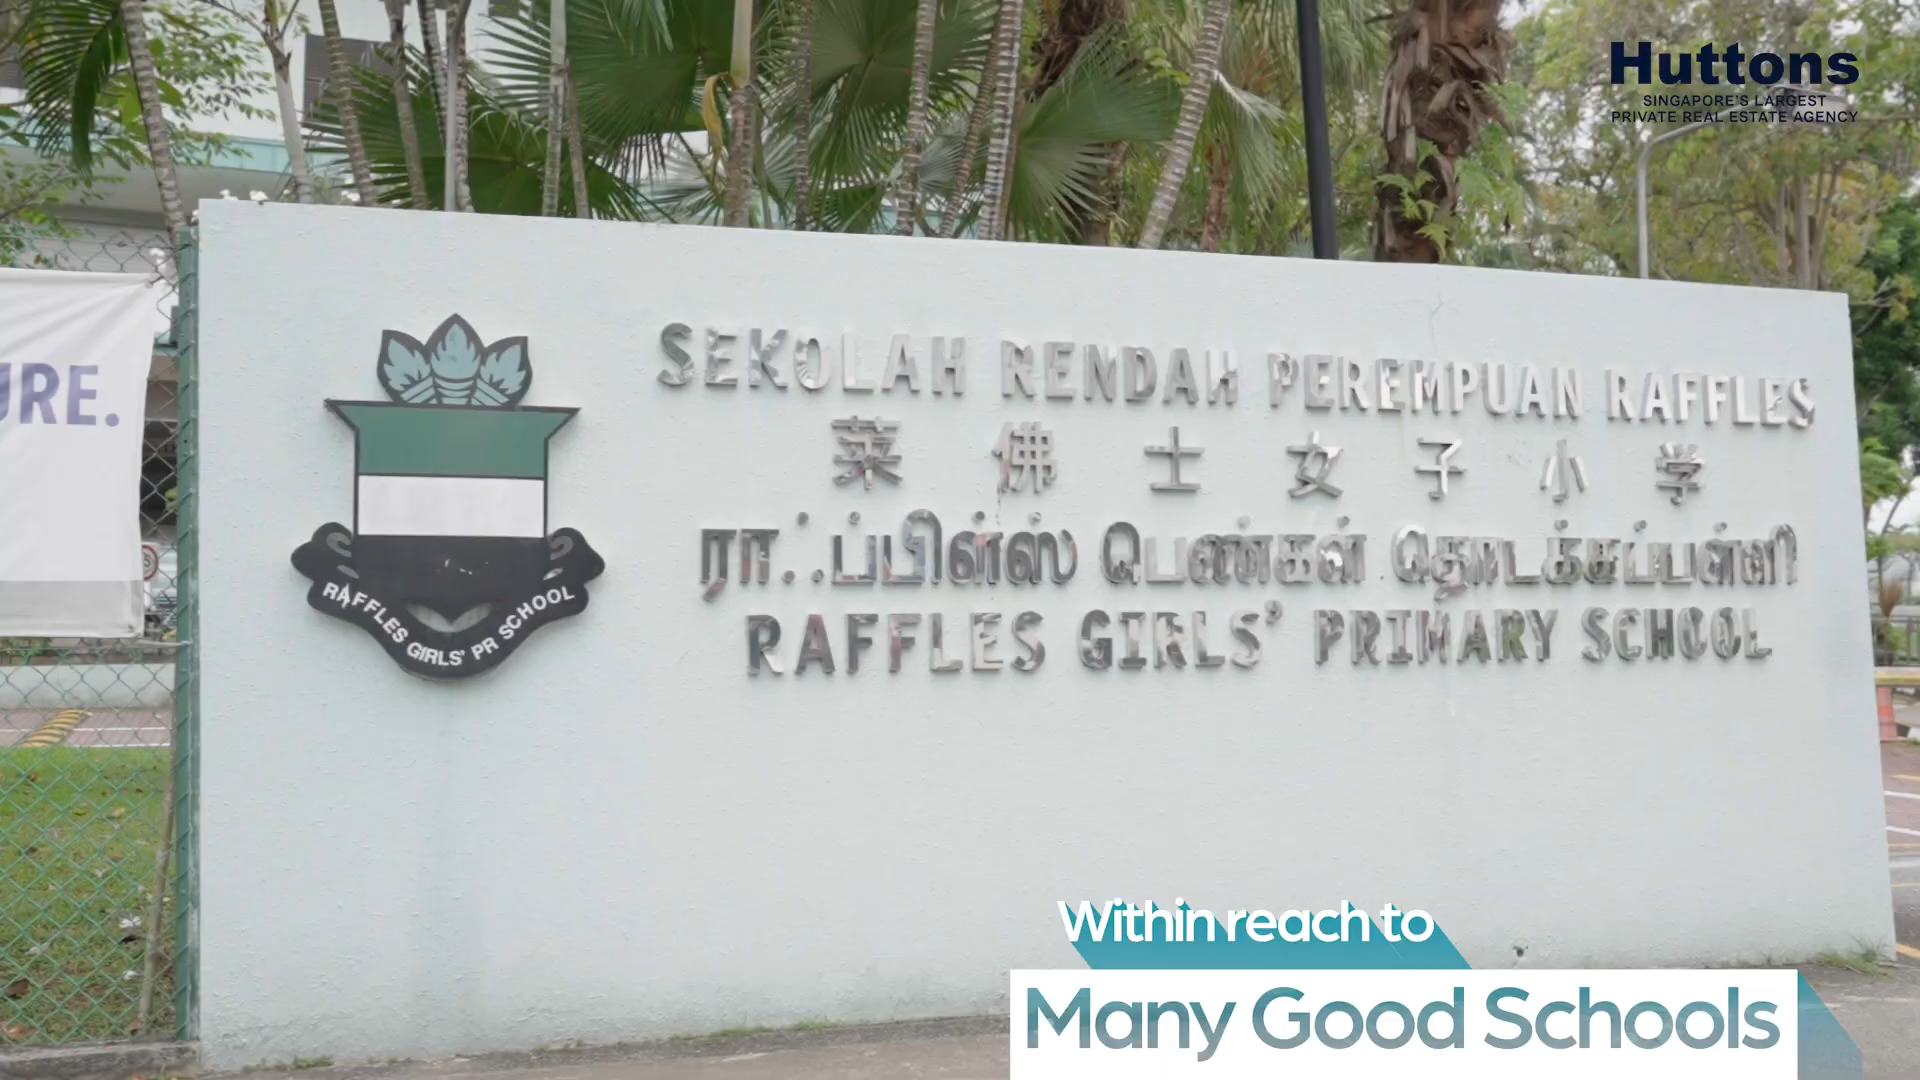 Huttons
SINGAPORE'S LARGEST
PRIVATE REAL ESTATE AGENCY
URE.
SEKOLAH RENDAH PEREMPUAN RAFFLES
莱佛士女子小学
ரா..ப்பிள்ஸ் பெண்கள் தொடக்கப்பள்ளி
RAFFLES GIRLS' PRIMARY SCHOOL
RAFFLES GIRLS' PR SCHOOL
Within reach to
Many Good Schools